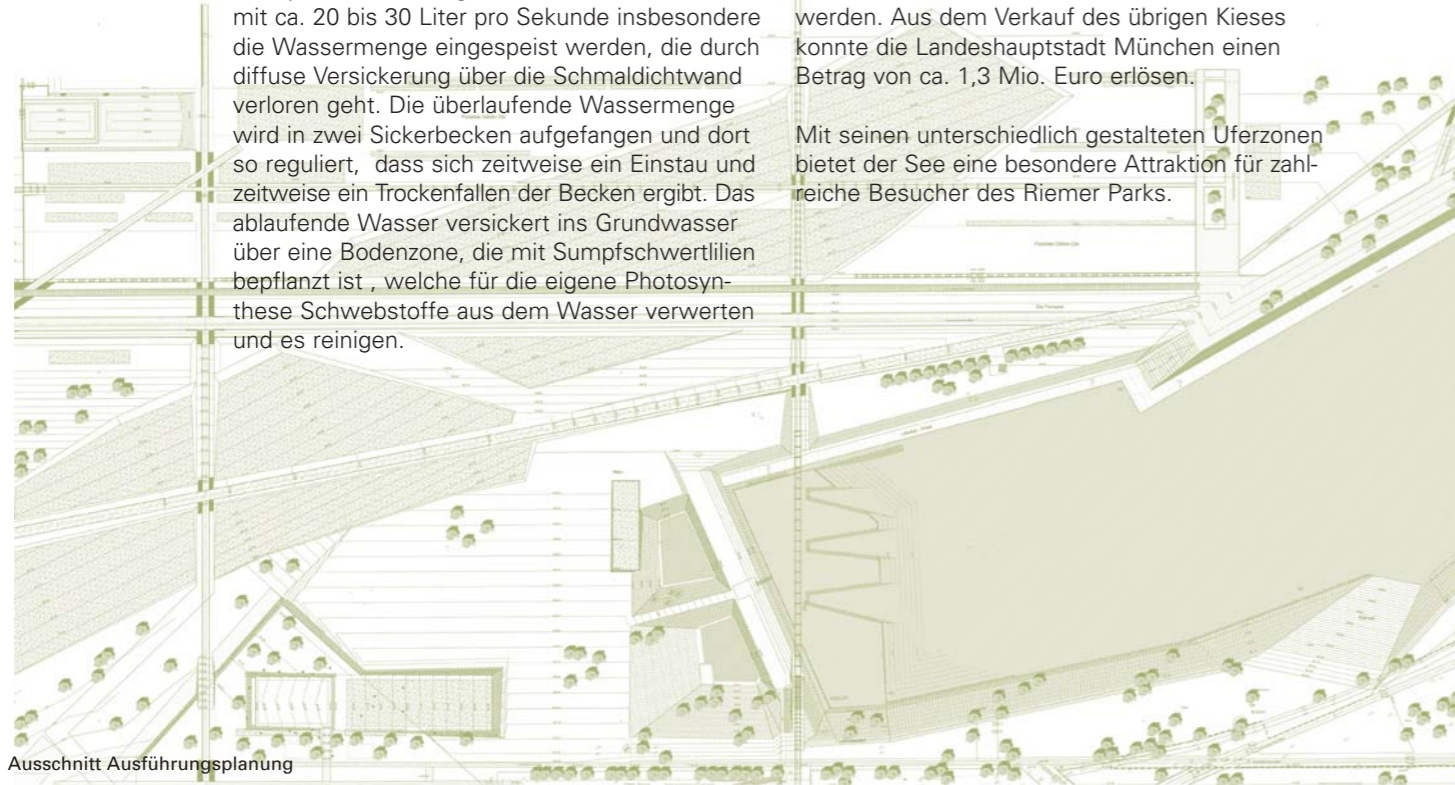 mit ca. 20 bis 30 Liter pro Sekunde insbesondere
die Wassermenge eingespeist werden, die durch
diffuse Versickerung über die Schmaldichtwand
verloren geht. Die überlaufende Wassermenge
wird in zwei Sickerbecken aufgefangen und dort
so reguliert, dass sich zeitweise ein Einstau und
zeitweise ein Trockenfallen der Becken ergibt. Das
ablaufende Wasser versickert ins Grundwasser
über eine Bodenzone, die mit Sumpfschwertlilien
bepflanzt ist , welche für die eigene Photosyn-
these Schwebstoffe aus dem Wasser verwerten
und es reinigen.
werden. Aus dem Verkauf des übrigen Kieses
konnte die Landeshauptstadt München einen
Betrag von ca. 1,3 Mio. Euro erlösen.
Mit seinen unterschiedlich gestalteten Uferzonen
bietet der See eine besondere Attraktion für zahl-
reiche Besucher des Riemer Parks.
Ausschnitt Ausführungsplanung